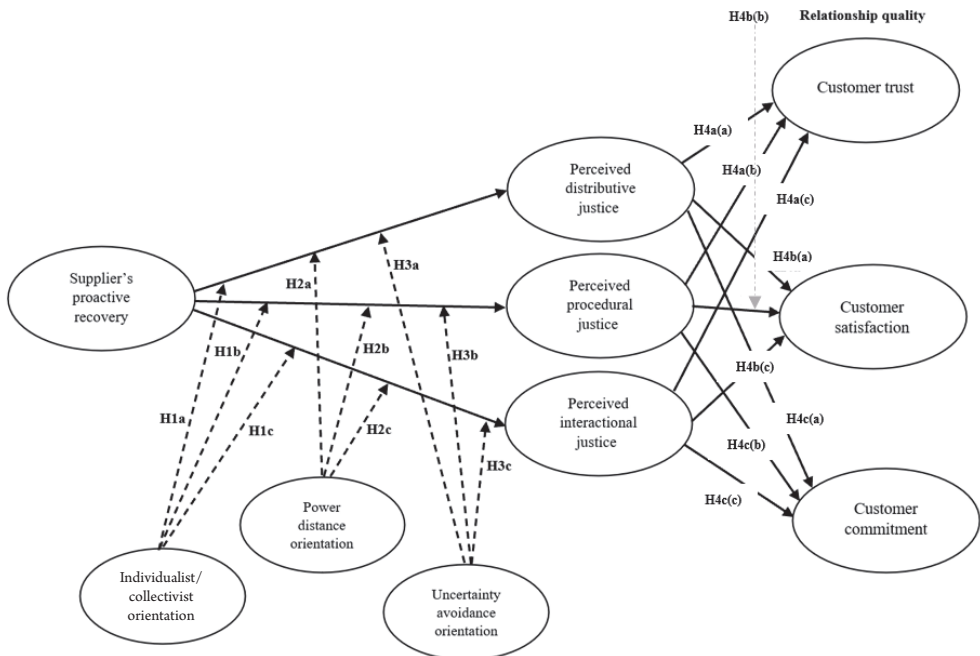 H4b(b)
Relationship quality
Customer trust
H4a(a)
H4a(b)
H4a(c)
Perceived
distributive
justice
H3a
H2a
H4b(a)
Supplier's
proactive
recovery
Perceived
procedural
justice
Customer
satisfaction
H1b
H2b
H3b
H4b(c)
H1a
H1c
H2c
Perceived
interactional
justice
H4c(a)
H4c(b)
H3c
H4c(c)
Power
distance
orientation
Customer
commitment
Individualist/
collectivist
orientation
Uncertainty
avoidance
orientation